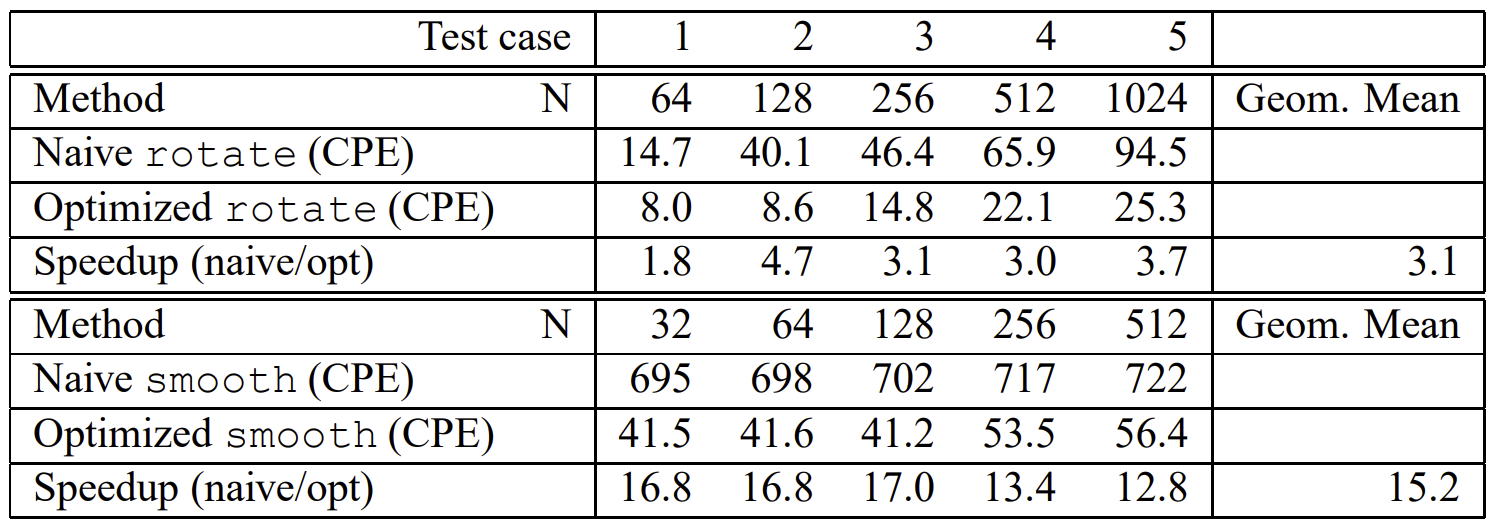 Test case 1 2 3 4 5
Method N 64 128 256 512 1024 Geom. Mean
Naive rotate (CPE) 14.7 40.1 46.4 65.9 94.5
Optimized rotate (CPE) 8.0 8.6 14.8 22.1 25.3
Speedup (naive/opt) 1.8 4.7 3.1 3.0 3.7 3.1
Method N 32 64 128 256 512 Geom. Mean
Naive smooth (CPE) 695 698 702 717 722
Optimized smooth (CPE) 41.5 41.6 41.2 53.5 56.4
Speedup (naive/opt) 16.8 16.8 17.0 13.4 12.8 15.2